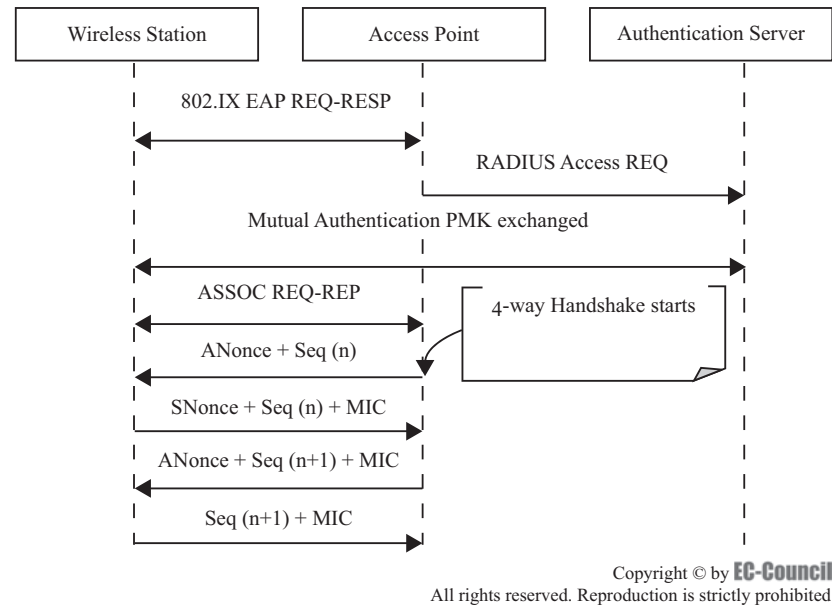 Wireless Station
Access Point
Authentication Server
802.IX EAP REQ-RESP
RADIUS Access REQ
Mutual Authentication PMK exchanged
ASSOC REQ-REP
4-way Handshake starts
ANonce + Seq (n)
SNonce + Seq (n) + MIC
ANonce + Seq (n+1) + MIC
Seq (n+1) + MIC
Copyright © by EC-Council
All rights reserved. Reproduction is strictly prohibited